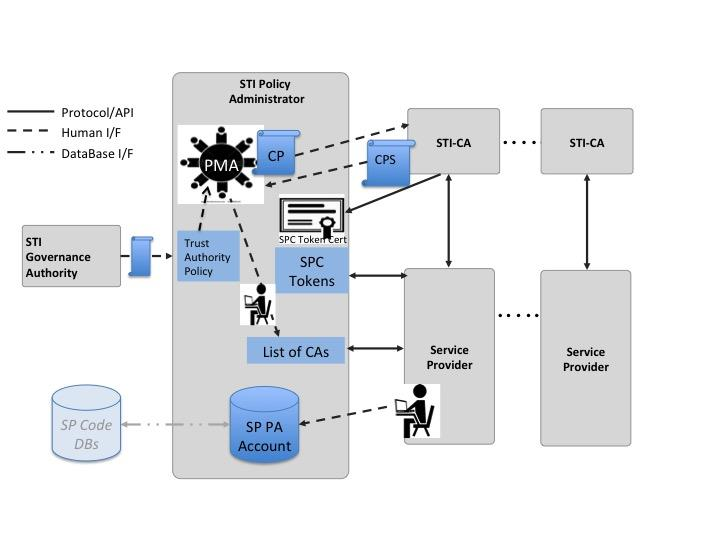 STI Policy
Administrator
Protocol/API
Human I/F
DataBase I/F
PMA
CP
CPS
STI-CA
STI-CA
SPC Token Cert
STI
Governance
Authority
Trust
Authority
Policy
SPC
Tokens
List of CAs
Service
Provider
Service
Provider
SP Code
DBs
SP PA
Account